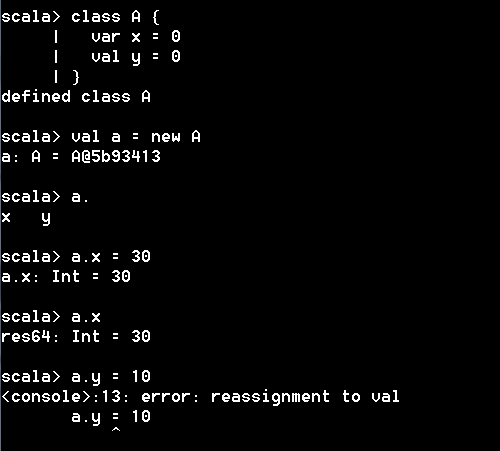 scala> class A {
     |   var x = 0
     |   val y = 0
     | }
defined class A
scala> val a = new A
a: A = A@5b93413
scala> a.
x   y
scala> a.x = 30
a.x: Int = 30
scala> a.x
res64: Int = 30
scala> a.y = 10
<console>:13: error: reassignment to val
       a.y = 10
           ^